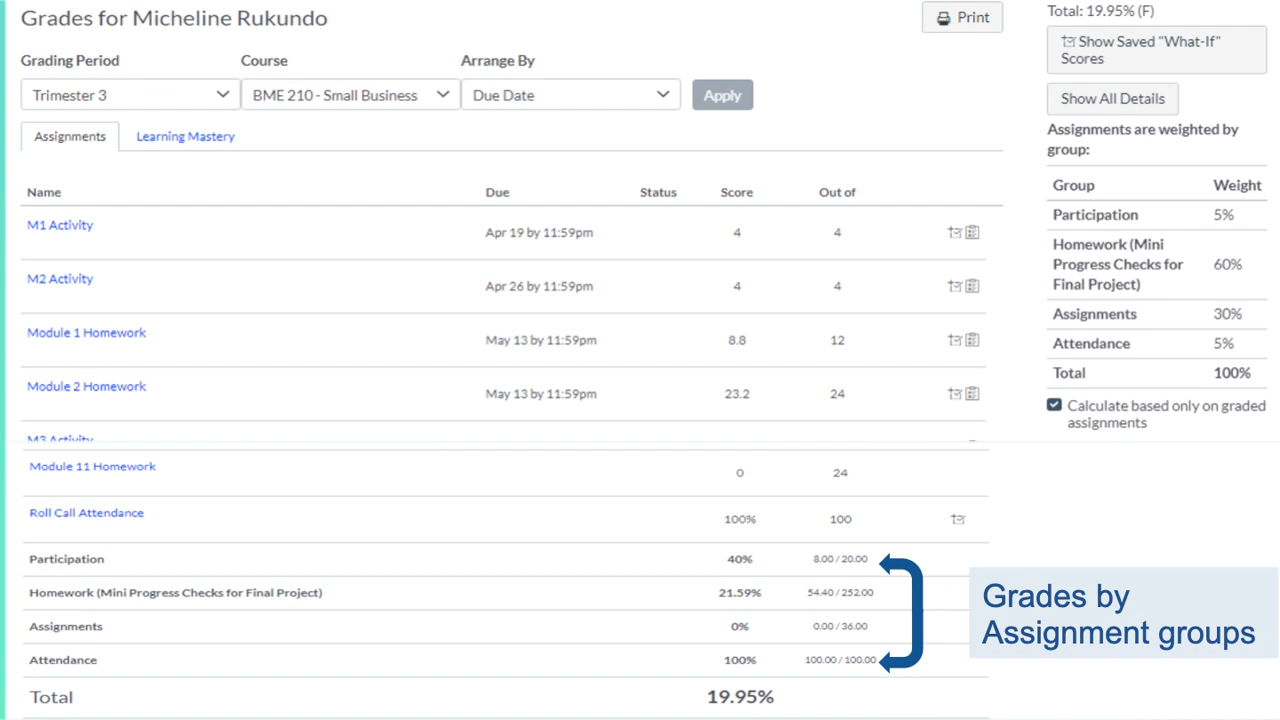 Grades for Micheline Rukundo
Print
Grading Period
Course
Arrange By
Trimester 3
BME 210 - Small Business
Due Date
Apply
Assignments
Learning Mastery
Name Due Status Score Out of
M1 Activity
Apr 19 by 11:59pm 4 4
M2 Activity
Apr 26 by 11:59pm 4 4
Module 1 Homework
May 13 by 11:59pm 8.8 12
Module 2 Homework
May 13 by 11:59pm 23.2 24
M3 Activity
Module 11 Homework
0 24
Roll Call Attendance
100% 100
Participation 40% 8.00 / 20.00
Homework (Mini Progress Checks for Final Project) 21.59% 54.40 / 252.00
Assignments 0% 0.00 / 36.00
Attendance 100% 100.00 / 100.00
Total 19.95%
Total: 19.95% (F)
Show Saved "What-If"
Scores
Show All Details
Assignments are weighted by
group:
Group Weight
Participation 5%
Homework (Mini
Progress Checks for 60%
Final Project)
Assignments 30%
Attendance 5%
Total 100%
Calculate based only on graded
assignments
Grades by
Assignment groups